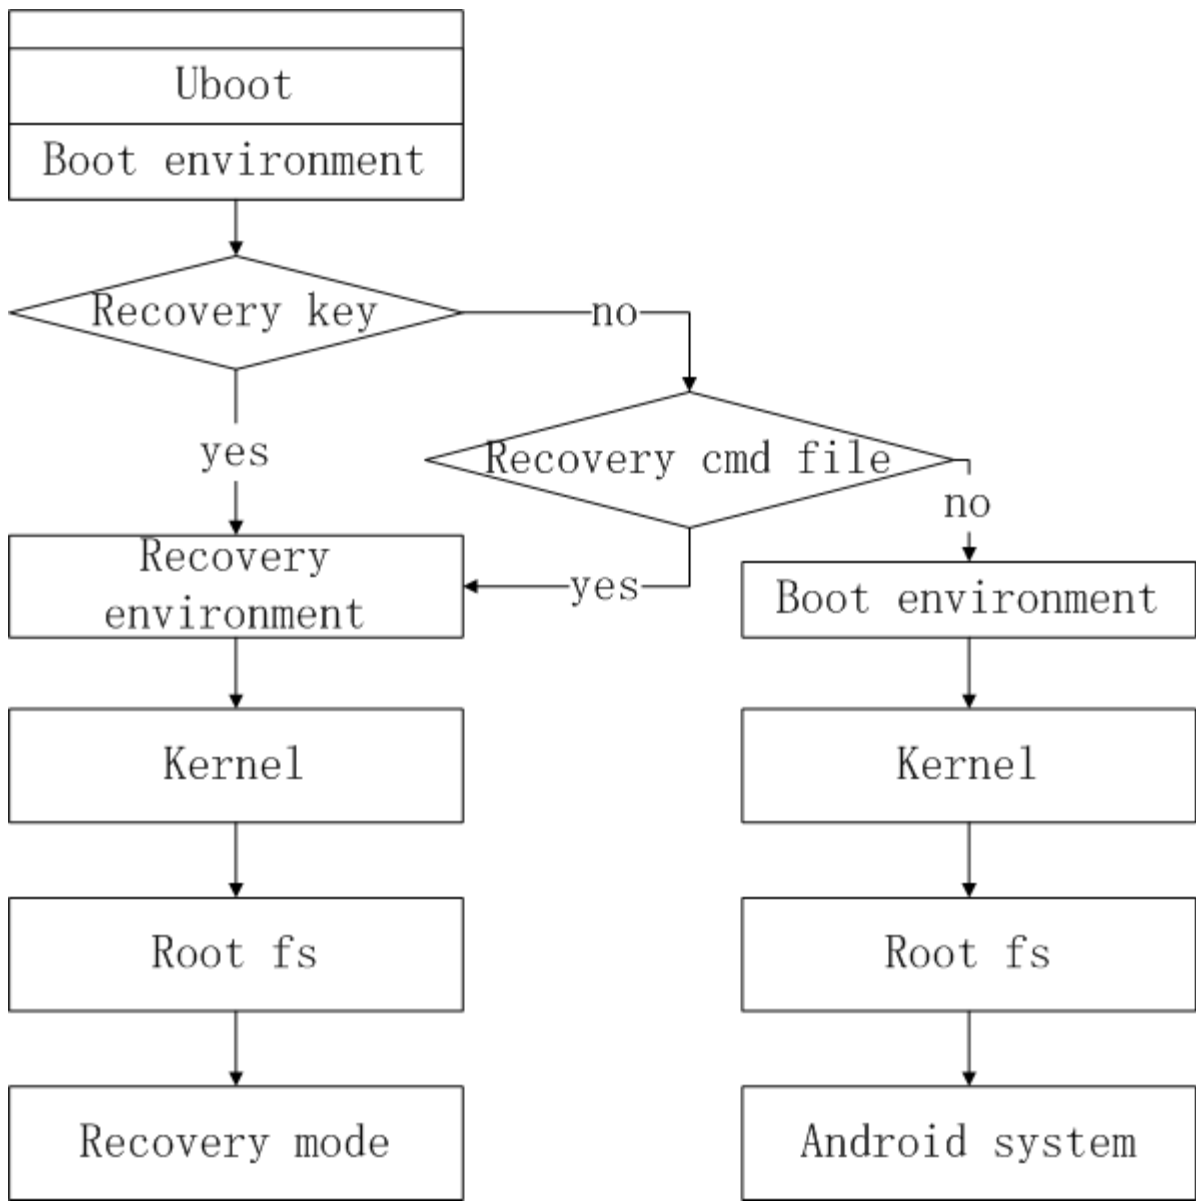 Uboot
Boot environment
Recovery key
no
yes
Recovery cmd file
no
yes
Recovery
environment
Boot environment
Kernel
Kernel
Root fs
Root fs
Recovery mode
Android system